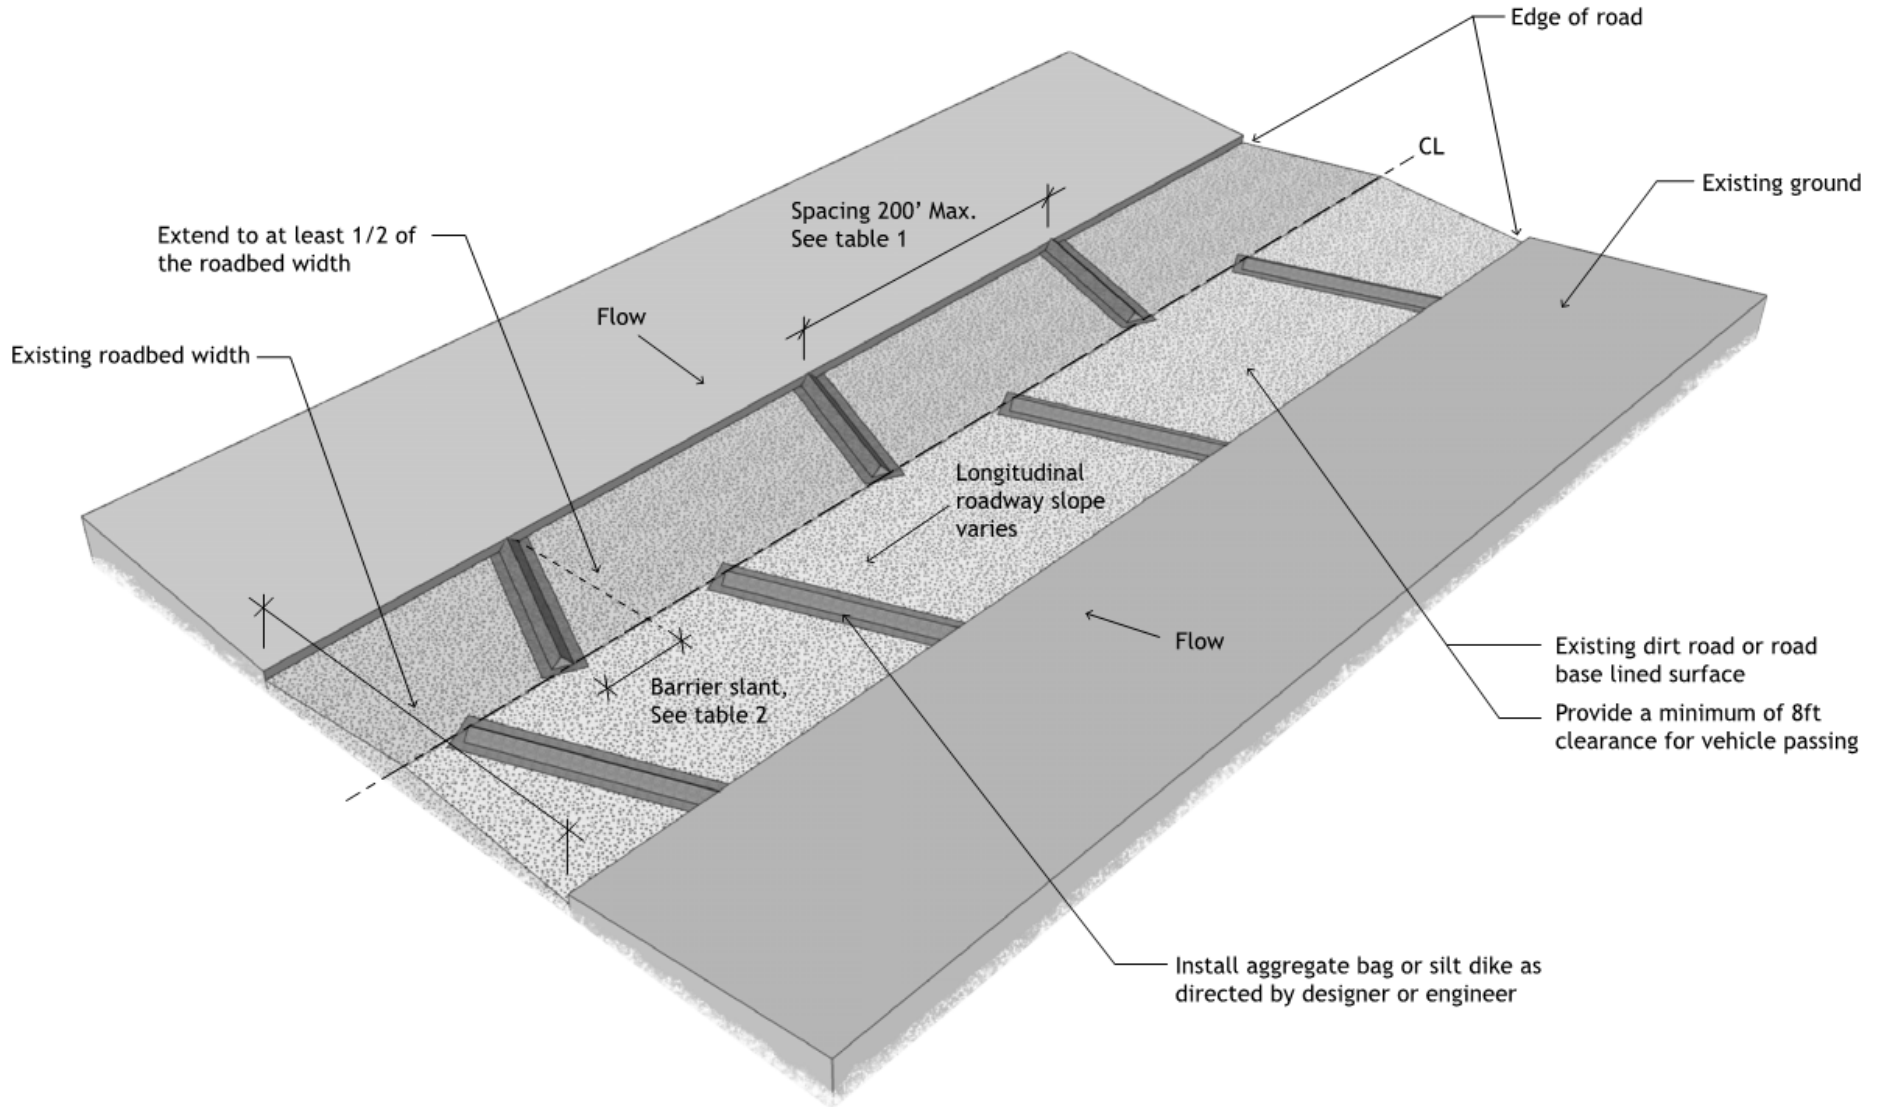 Edge of road
CL
Existing ground
Spacing 200’ Max.
See table 1
Extend to at least 1/2 of
the roadbed width
Flow
Existing roadbed width
Longitudinal
roadway slope
varies
Flow
Barrier slant,
See table 2
Existing dirt road or road
base lined surface
Provide a minimum of 8ft
clearance for vehicle passing
Install aggregate bag or silt dike as
directed by designer or engineer